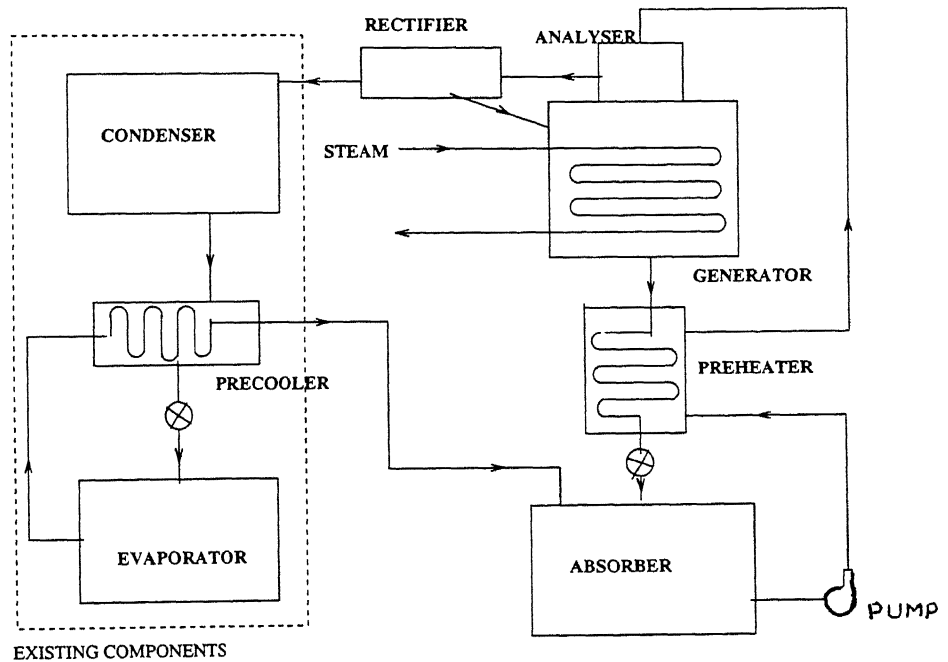 RECTIFIER
ANALYSER
CONDENSER
STEAM
GENERATOR
PREHEATER
PRECOOLER
EVAPORATOR
ABSORBER
PUMP
EXISTING COMPONENTS